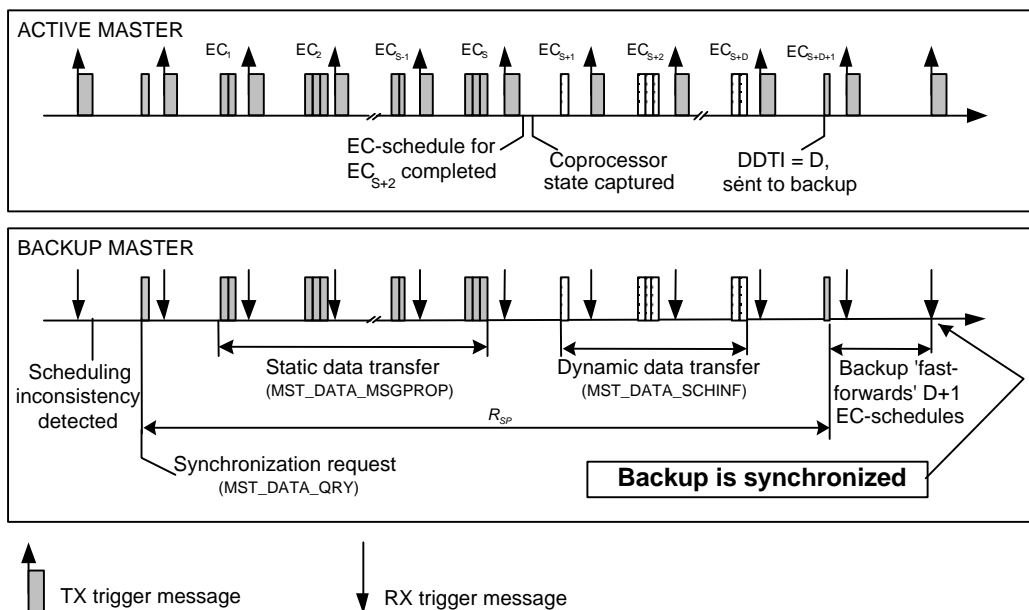 ACTIVE MASTER
EC1 EC2 ECS-1 ECS ECS+1 ECS+2 ECS+D ECS+D+1
EC-schedule for
ECS+2 completed
Coprocessor
state captured
DDTI = D,
sent to backup
BACKUP MASTER
Scheduling
inconsistency
detected
Static data transfer
(MST_DATA_MSGPROP)
Dynamic data transfer
(MST_DATA_SCHINF)
Backup 'fast-
forwards' D+1
EC-schedules
RSP
Synchronization request
(MST_DATA_QRY)
Backup is synchronized
TX trigger message
RX trigger message